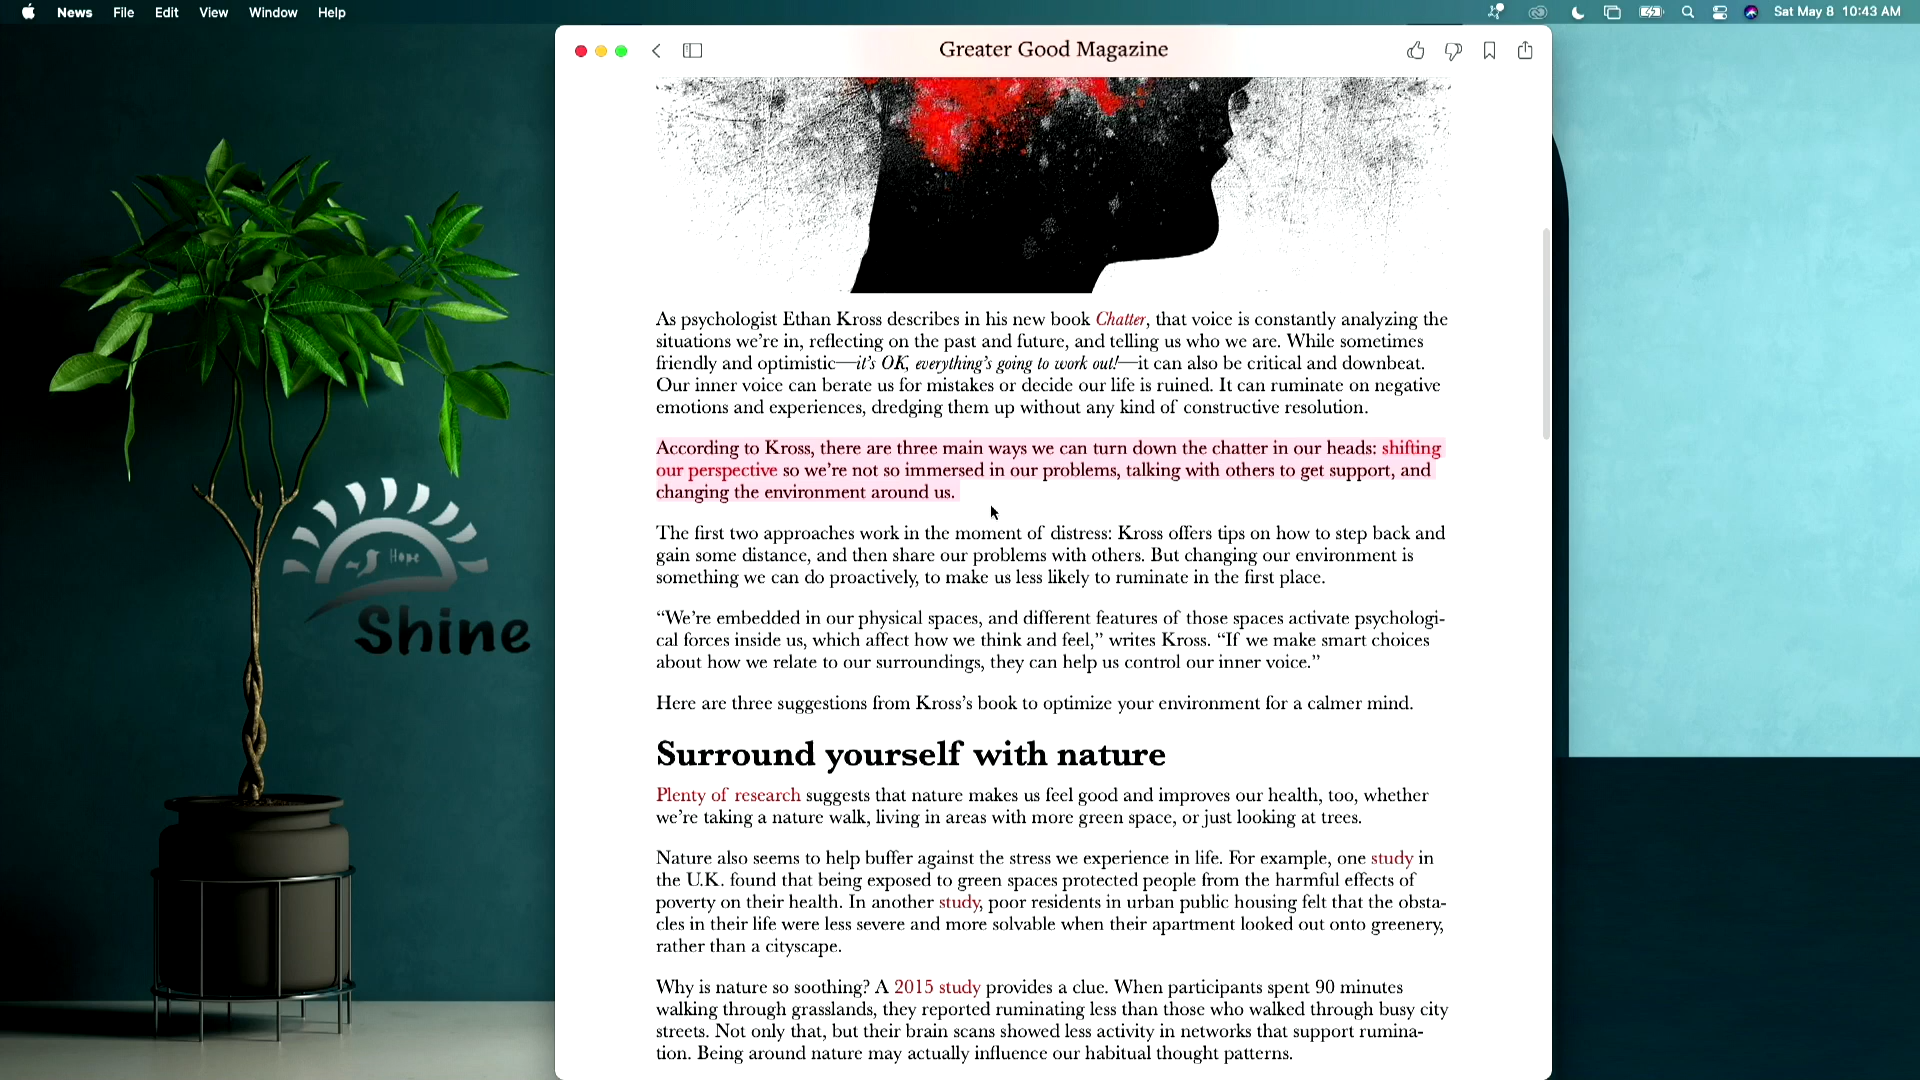 News File Edit View Window Help
Sat May 8 10:43 AM
Greater Good Magazine
As psychologist Ethan Kross describes in his new book Chatter, that voice is constantly analyzing the
situations we’re in, reflecting on the past and future, and telling us who we are. While sometimes
friendly and optimistic—it’s OK, everything’s going to work out!—it can also be critical and downbeat.
Our inner voice can berate us for mistakes or decide our life is ruined. It can ruminate on negative
emotions and experiences, dredging them up without any kind of constructive resolution.
According to Kross, there are three main ways we can turn down the chatter in our heads: shifting
our perspective so we’re not so immersed in our problems, talking with others to get support, and
changing the environment around us.
The first two approaches work in the moment of distress: Kross offers tips on how to step back and
gain some distance, and then share our problems with others. But changing our environment is
something we can do proactively, to make us less likely to ruminate in the first place.
“We’re embedded in our physical spaces, and different features of those spaces activate psychologi-
cal forces inside us, which affect how we think and feel,” writes Kross. “If we make smart choices
about how we relate to our surroundings, they can help us control our inner voice.”
Here are three suggestions from Kross’s book to optimize your environment for a calmer mind.
Surround yourself with nature
Plenty of research suggests that nature makes us feel good and improves our health, too, whether
we’re taking a nature walk, living in areas with more green space, or just looking at trees.
Nature also seems to help buffer against the stress we experience in life. For example, one study in
the U.K. found that being exposed to green spaces protected people from the harmful effects of
poverty on their health. In another study, poor residents in urban public housing felt that the obsta-
cles in their life were less severe and more solvable when their apartment looked out onto greenery,
rather than a cityscape.
Why is nature so soothing? A 2015 study provides a clue. When participants spent 90 minutes
walking through grasslands, they reported ruminating less than those who walked through busy city
streets. Not only that, but their brain scans showed less activity in networks that support rumina-
tion. Being around nature may actually influence our habitual thought patterns.
Hope
Shine